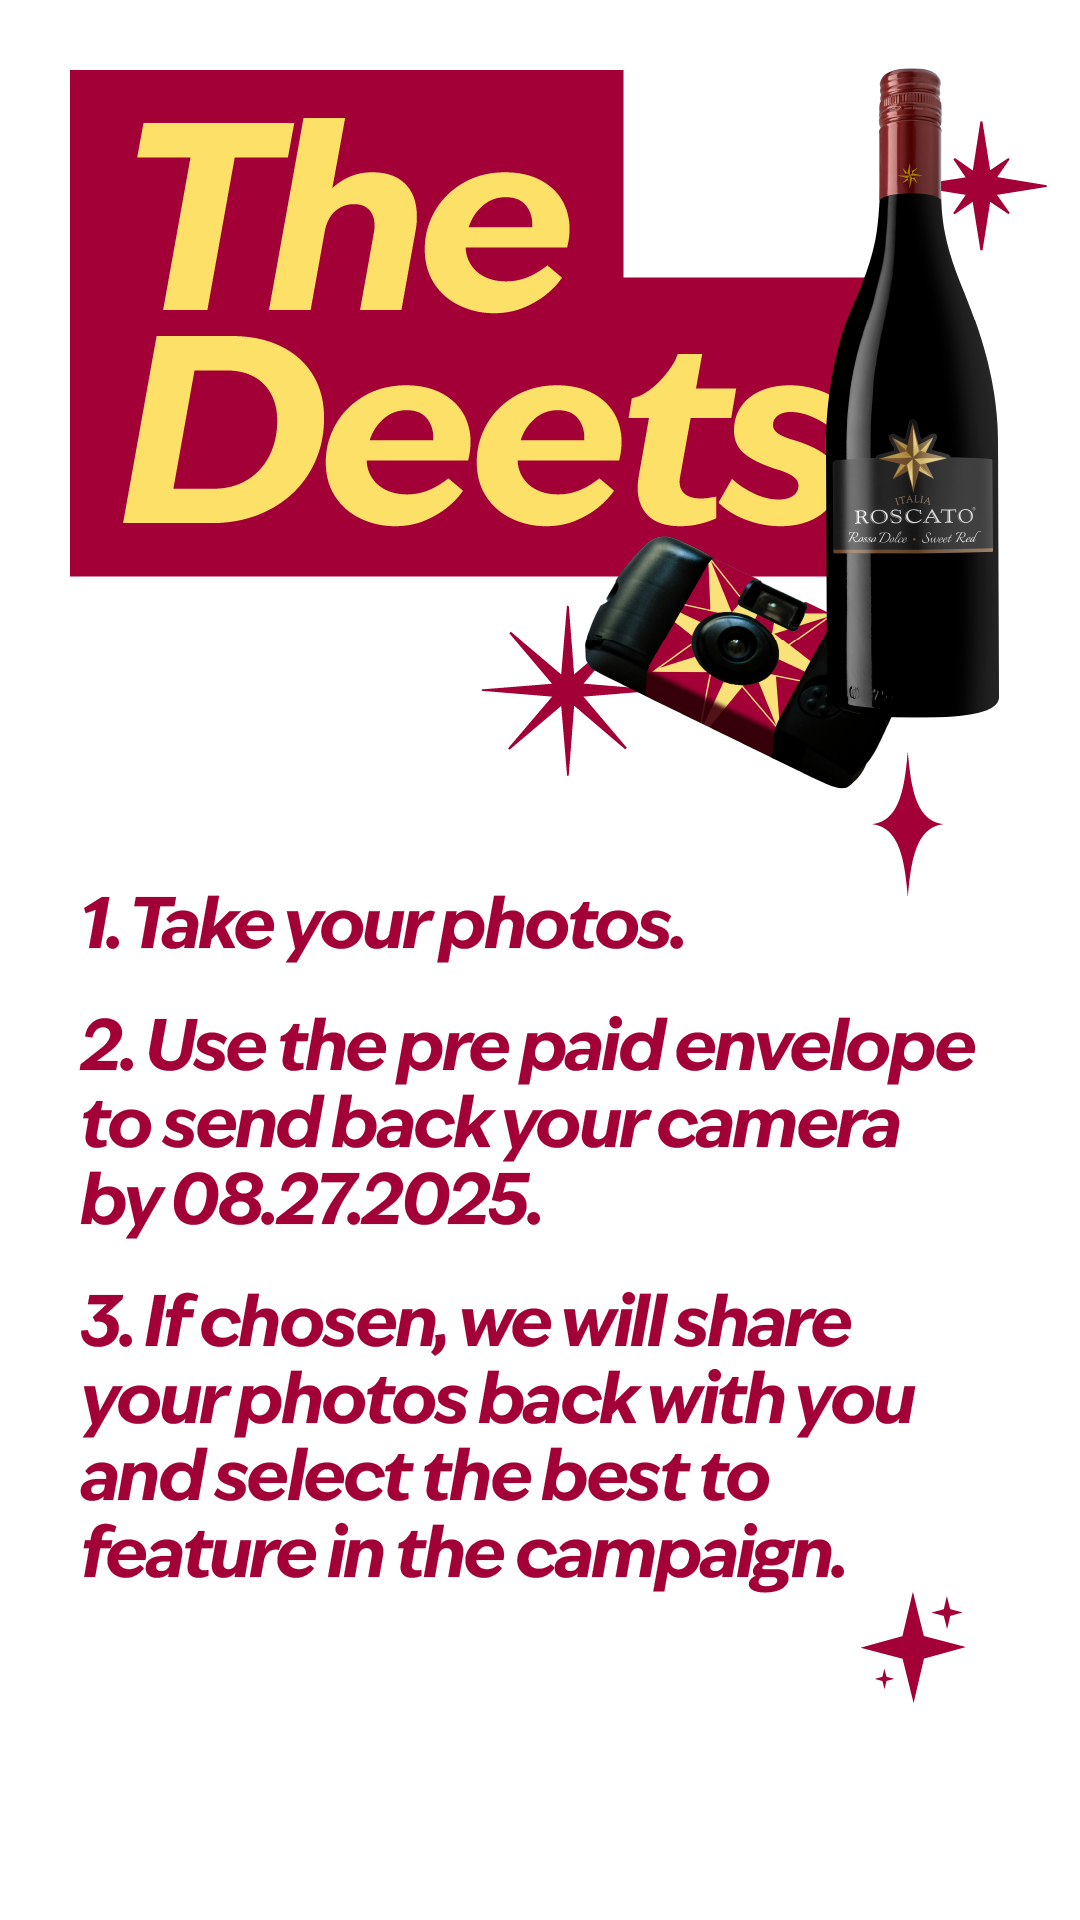 The
Deets
ITALIA
ROSCATO®
Rosso Dolce - Sweet Red
1. Take your photos.
2. Use the pre paid envelope
to send back your camera
by 08.27.2025.
3. If chosen, we will share
your photos back with you
and select the best to
feature in the campaign.